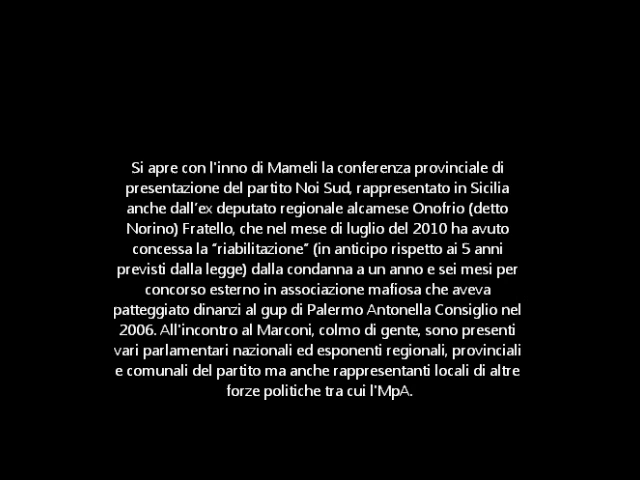 Si apre con l'inno di Mameli la conferenza provinciale di
presentazione del partito Noi Sud, rappresentato in Sicilia
anche dall'ex deputato regionale alcamese Onofrio (detto
Norino) Fratello, che nel mese di luglio del 2010 ha avuto
concessa la “riabilitazione” (in anticipo rispetto ai 5 anni
previsti dalla legge) dalla condanna a un anno e sei mesi per
concorso esterno in associazione mafiosa che aveva
patteggiato dinanzi al gup di Palermo Antonella Consiglio nel
2006. All'incontro al Marconi, colmo di gente, sono presenti
vari parlamentari nazionali ed esponenti regionali, provinciali
e comunali del partito ma anche rappresentanti locali di altre
forze politiche tra cui l'MpA.